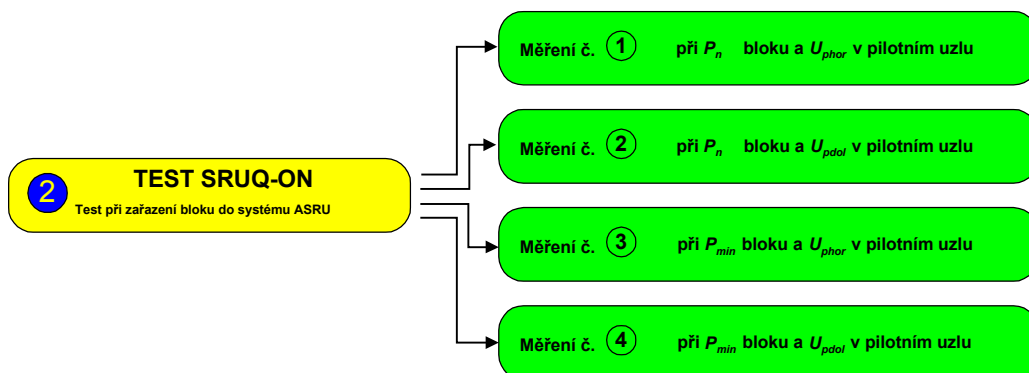 Měření č. 1 při Pn bloku a Uphor v pilotním uzlu
Měření č. 2 při Pn bloku a Updol v pilotním uzlu
2 TEST SRUQ-ON
Test při zařazení bloku do systému ASRU
Měření č. 3 při Pmin bloku a Uphor v pilotním uzlu
Měření č. 4 při Pmin bloku a Updol v pilotním uzlu